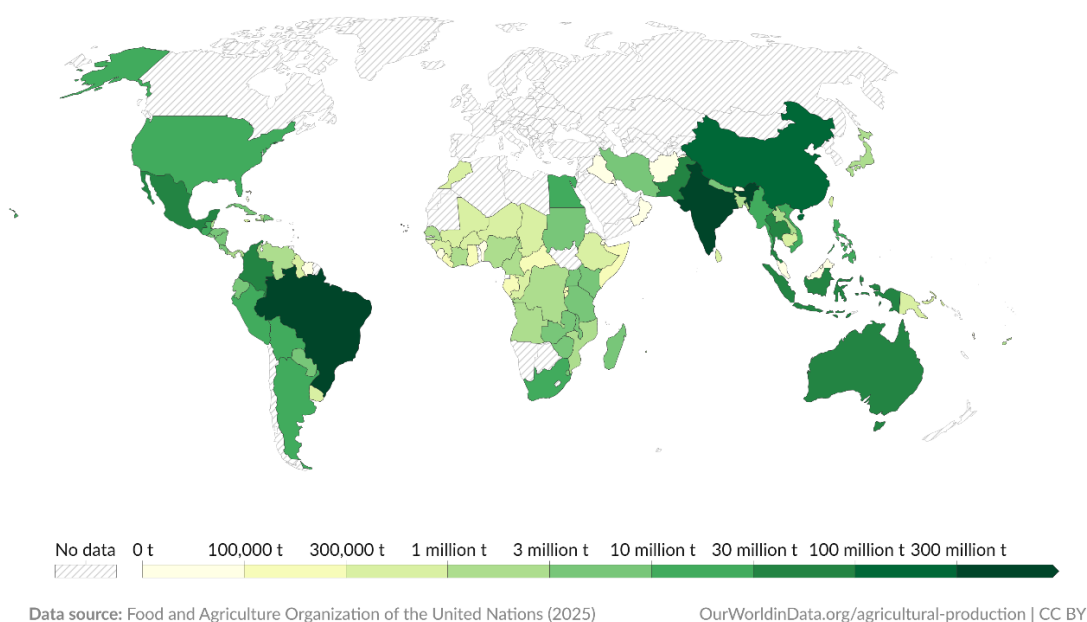 No data 0 t 100,000 t 300,000 t 1 million t 3 million t 10 million t 30 million t 100 million t 300 million t
Data source: Food and Agriculture Organization of the United Nations (2025) OurWorldinData.org/agricultural-production | CC BY